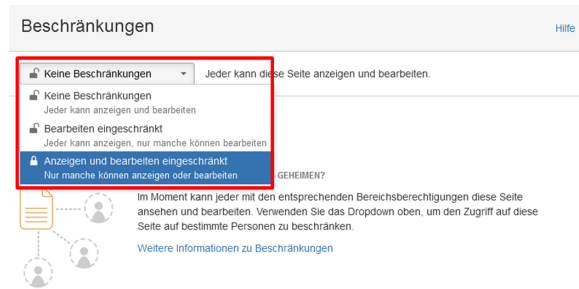 Beschränkungen
Hilfe
Keine Beschränkungen
Jeder kann diese Seite anzeigen und bearbeiten.
Keine Beschränkungen
Jeder kann anzeigen und bearbeiten
Bearbeiten eingeschränkt
Jeder kann anzeigen, nur manche können bearbeiten
Anzeigen und bearbeiten eingeschränkt
Nur manche können anzeigen oder bearbeiten
GEHEIMEN?
Im Moment kann jeder mit den entsprechenden Bereichsberechtigungen diese Seite
ansehen und bearbeiten. Verwenden Sie das Dropdown oben, um den Zugriff auf diese
Seite auf bestimmte Personen zu beschränken.
Weitere Informationen zu Beschränkungen